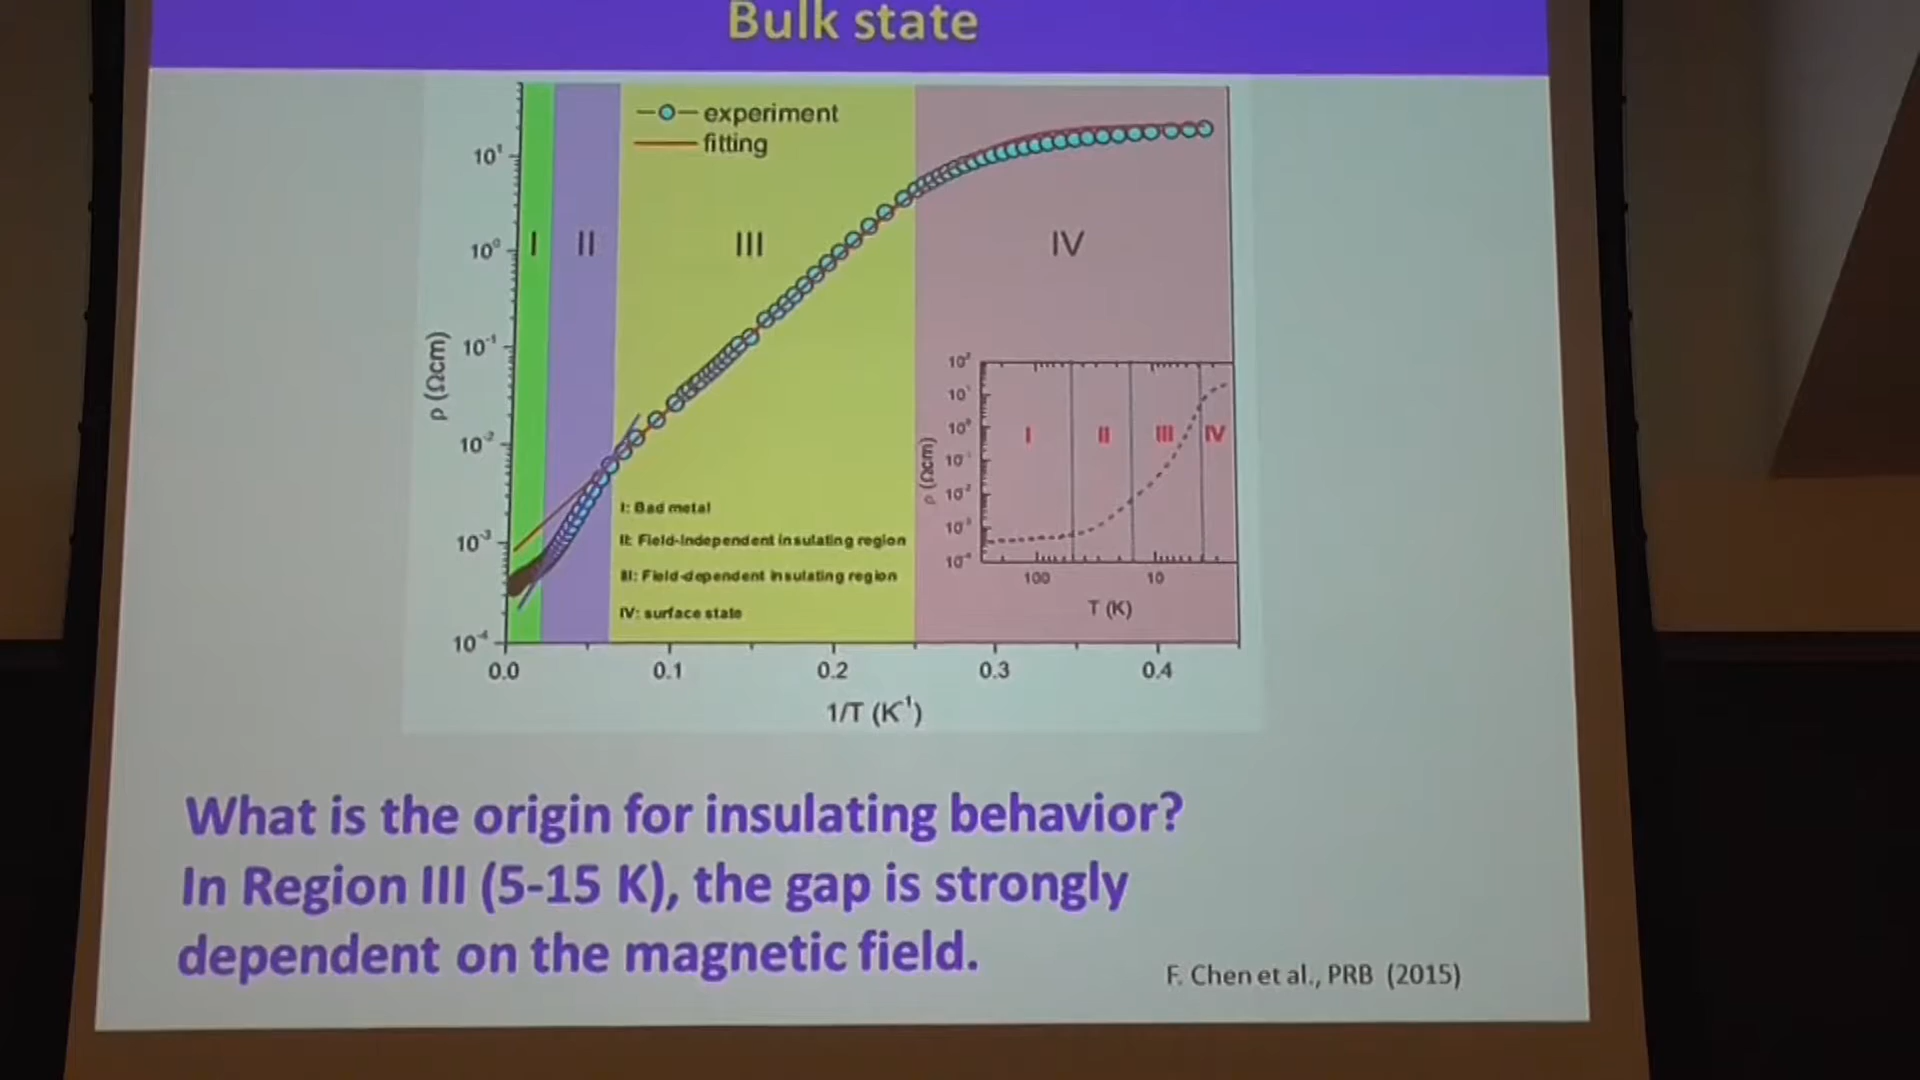 Bulk state
experiment
fitting
I II III IV
10¹
10⁰
10⁻¹
10⁻²
10⁻³
10⁻⁴
ρ (Ωcm)
I: Bad metal
II: Field-Independent insulating region
III: Field-dependent insulating region
IV: surface state
0.0 0.1 0.2 0.3 0.4
1/T (K⁻¹)
10²
10¹
10⁰
10⁻²
10⁻³
ρ (Ωcm)
I II III IV
100 10
T (K)
What is the origin for insulating behavior?
In Region III (5-15 K), the gap is strongly
dependent on the magnetic field.
F. Chen et al., PRB (2015)